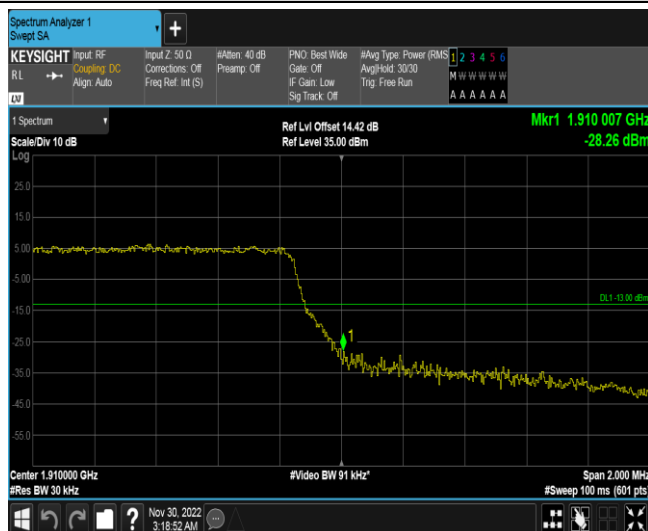 Spectrum Analyzer 1
Swept SA
+
KEYSIGHT
RL
LXI
Input: RF
Coupling: DC
Align: Auto
Input Z: 50 Ω
Corrections: Off
Freq Ref: Int (S)
#Atten: 40 dB
Preamp: Off
PNO: Best Wide
Gate: Off
IF Gain: Low
Sig Track: Off
#Avg Type: Power (RMS
Avg|Hold: 30/30
Trig: Free Run
1 2 3 4 5 6
M W W W W W
A A A A A A
1 Spectrum
Scale/Div 10 dB
Log
Ref Lvl Offset 14.42 dB
Ref Level 35.00 dBm
Mkr1 1.910 007 GHz
-28.26 dBm
25.0
15.0
5.00
-5.00
-15.0
-25.0
-35.0
-45.0
-55.0
DL1 -13.00 dBm
1
Center 1.910000 GHz
#Res BW 30 kHz
#Video BW 91 kHz*
Span 2.000 MHz
#Sweep 100 ms (601 pts)
?
Nov 30, 2022
3:18:52 AM